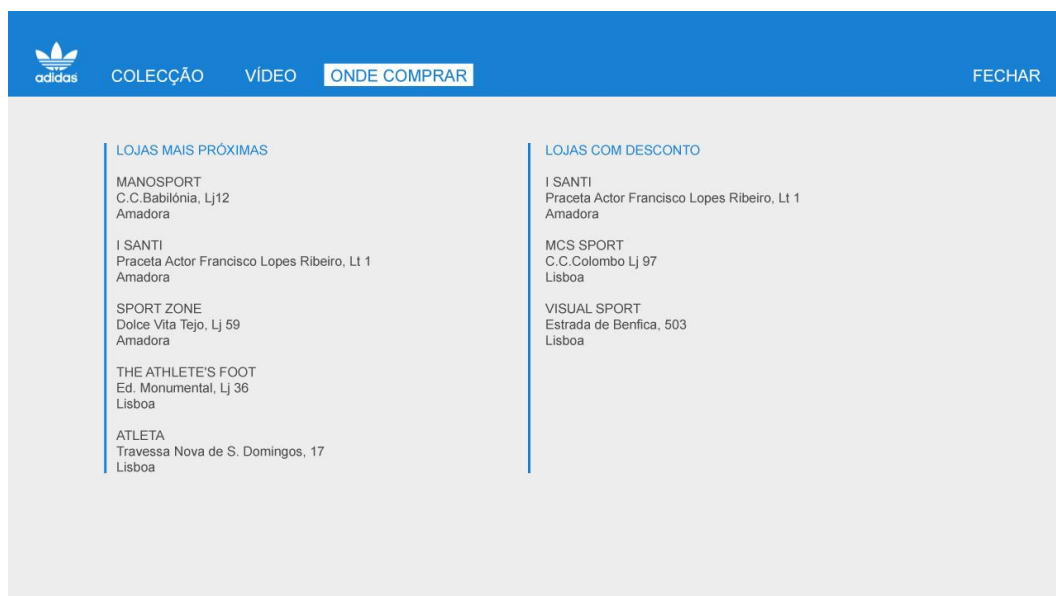 adidas
COLECÇÃO
VÍDEO
ONDE COMPRAR
FECHAR
LOJAS MAIS PRÓXIMAS
MANOSPORT
C.C.Babilónia, Lj12
Amadora
I SANTI
Praceta Actor Francisco Lopes Ribeiro, Lt 1
Amadora
SPORT ZONE
Dolce Vita Tejo, Lj 59
Amadora
THE ATHLETE'S FOOT
Ed. Monumental, Lj 36
Lisboa
ATLETA
Travessa Nova de S. Domingos, 17
Lisboa
LOJAS COM DESCONTO
I SANTI
Praceta Actor Francisco Lopes Ribeiro, Lt 1
Amadora
MCS SPORT
C.C.Colombo Lj 97
Lisboa
VISUAL SPORT
Estrada de Benfica, 503
Lisboa